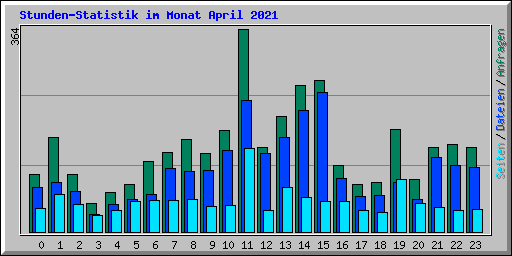 Stunden-Statistik im Monat April 2021
364
Seiten/Dateien/Anfragen
0 1 2 3 4 5 6 7 8 9 10 11 12 13 14 15 16 17 18 19 20 21 22 23